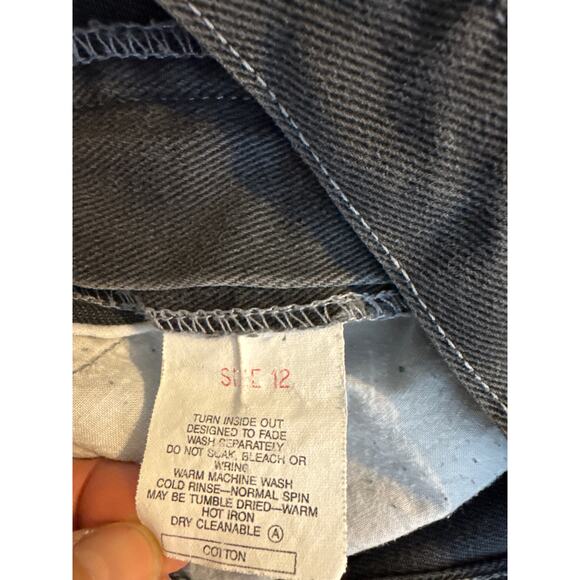 SIZE 12
TURN INSIDE OUT
DESIGNED TO FADE
WASH SEPARATELY
DO NOT SOAK, BLEACH OR
WRING
WARM MACHINE WASH
COLD RINSE—NORMAL SPIN
MAY BE TUMBLE DRIED—WARM
HOT IRON
DRY CLEANABLE Ⓐ
COTTON